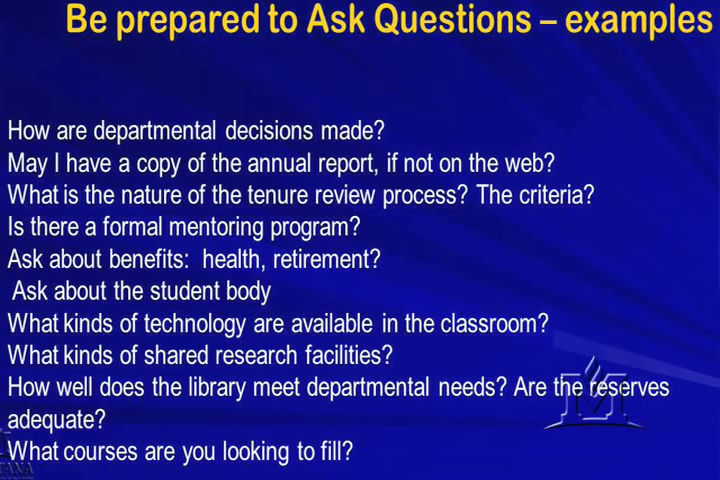 Be prepared to Ask Questions – examples
How are departmental decisions made?
May I have a copy of the annual report, if not on the web?
What is the nature of the tenure review process? The criteria?
Is there a formal mentoring program?
Ask about benefits: health, retirement?
Ask about the student body
What kinds of technology are available in the classroom?
What kinds of shared research facilities?
How well does the library meet departmental needs? Are the reserves
adequate?
What courses are you looking to fill?